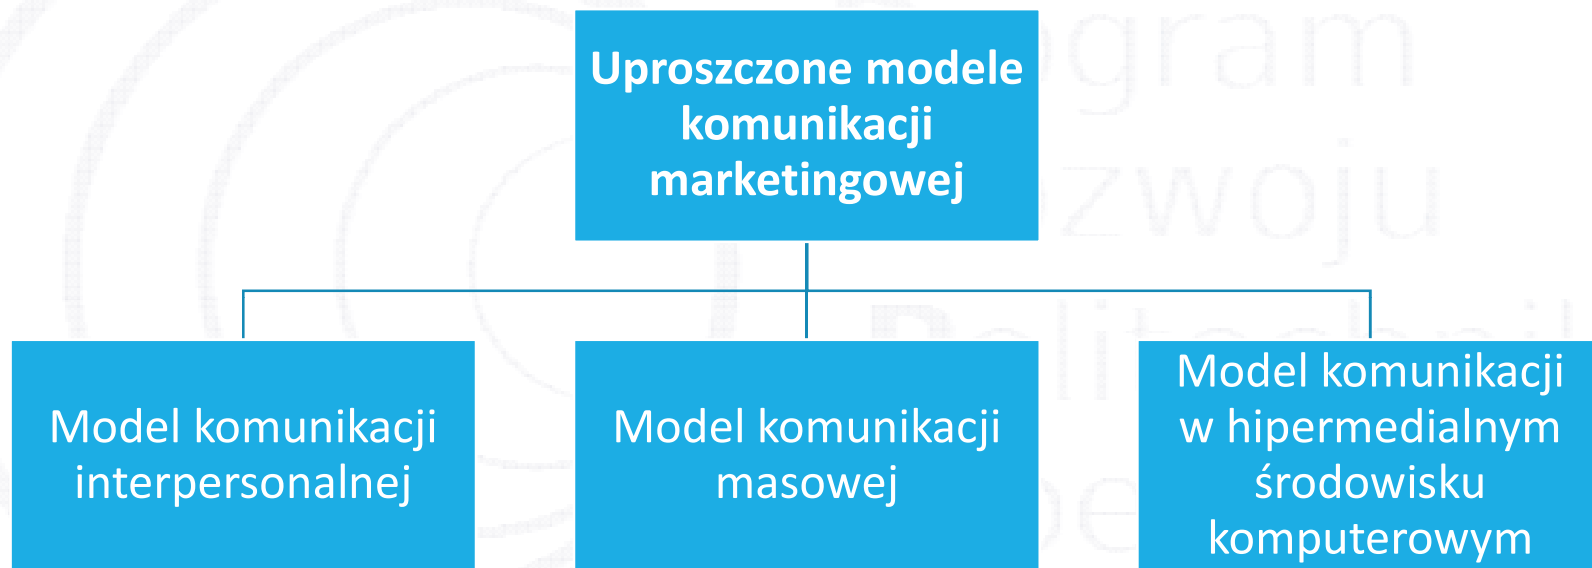 Uproszczone modele
komunikacji
marketingowej
Model komunikacji
interpersonalnej
Model komunikacji
masowej
Model komunikacji
w hipermedialnym
środowisku
komputerowym